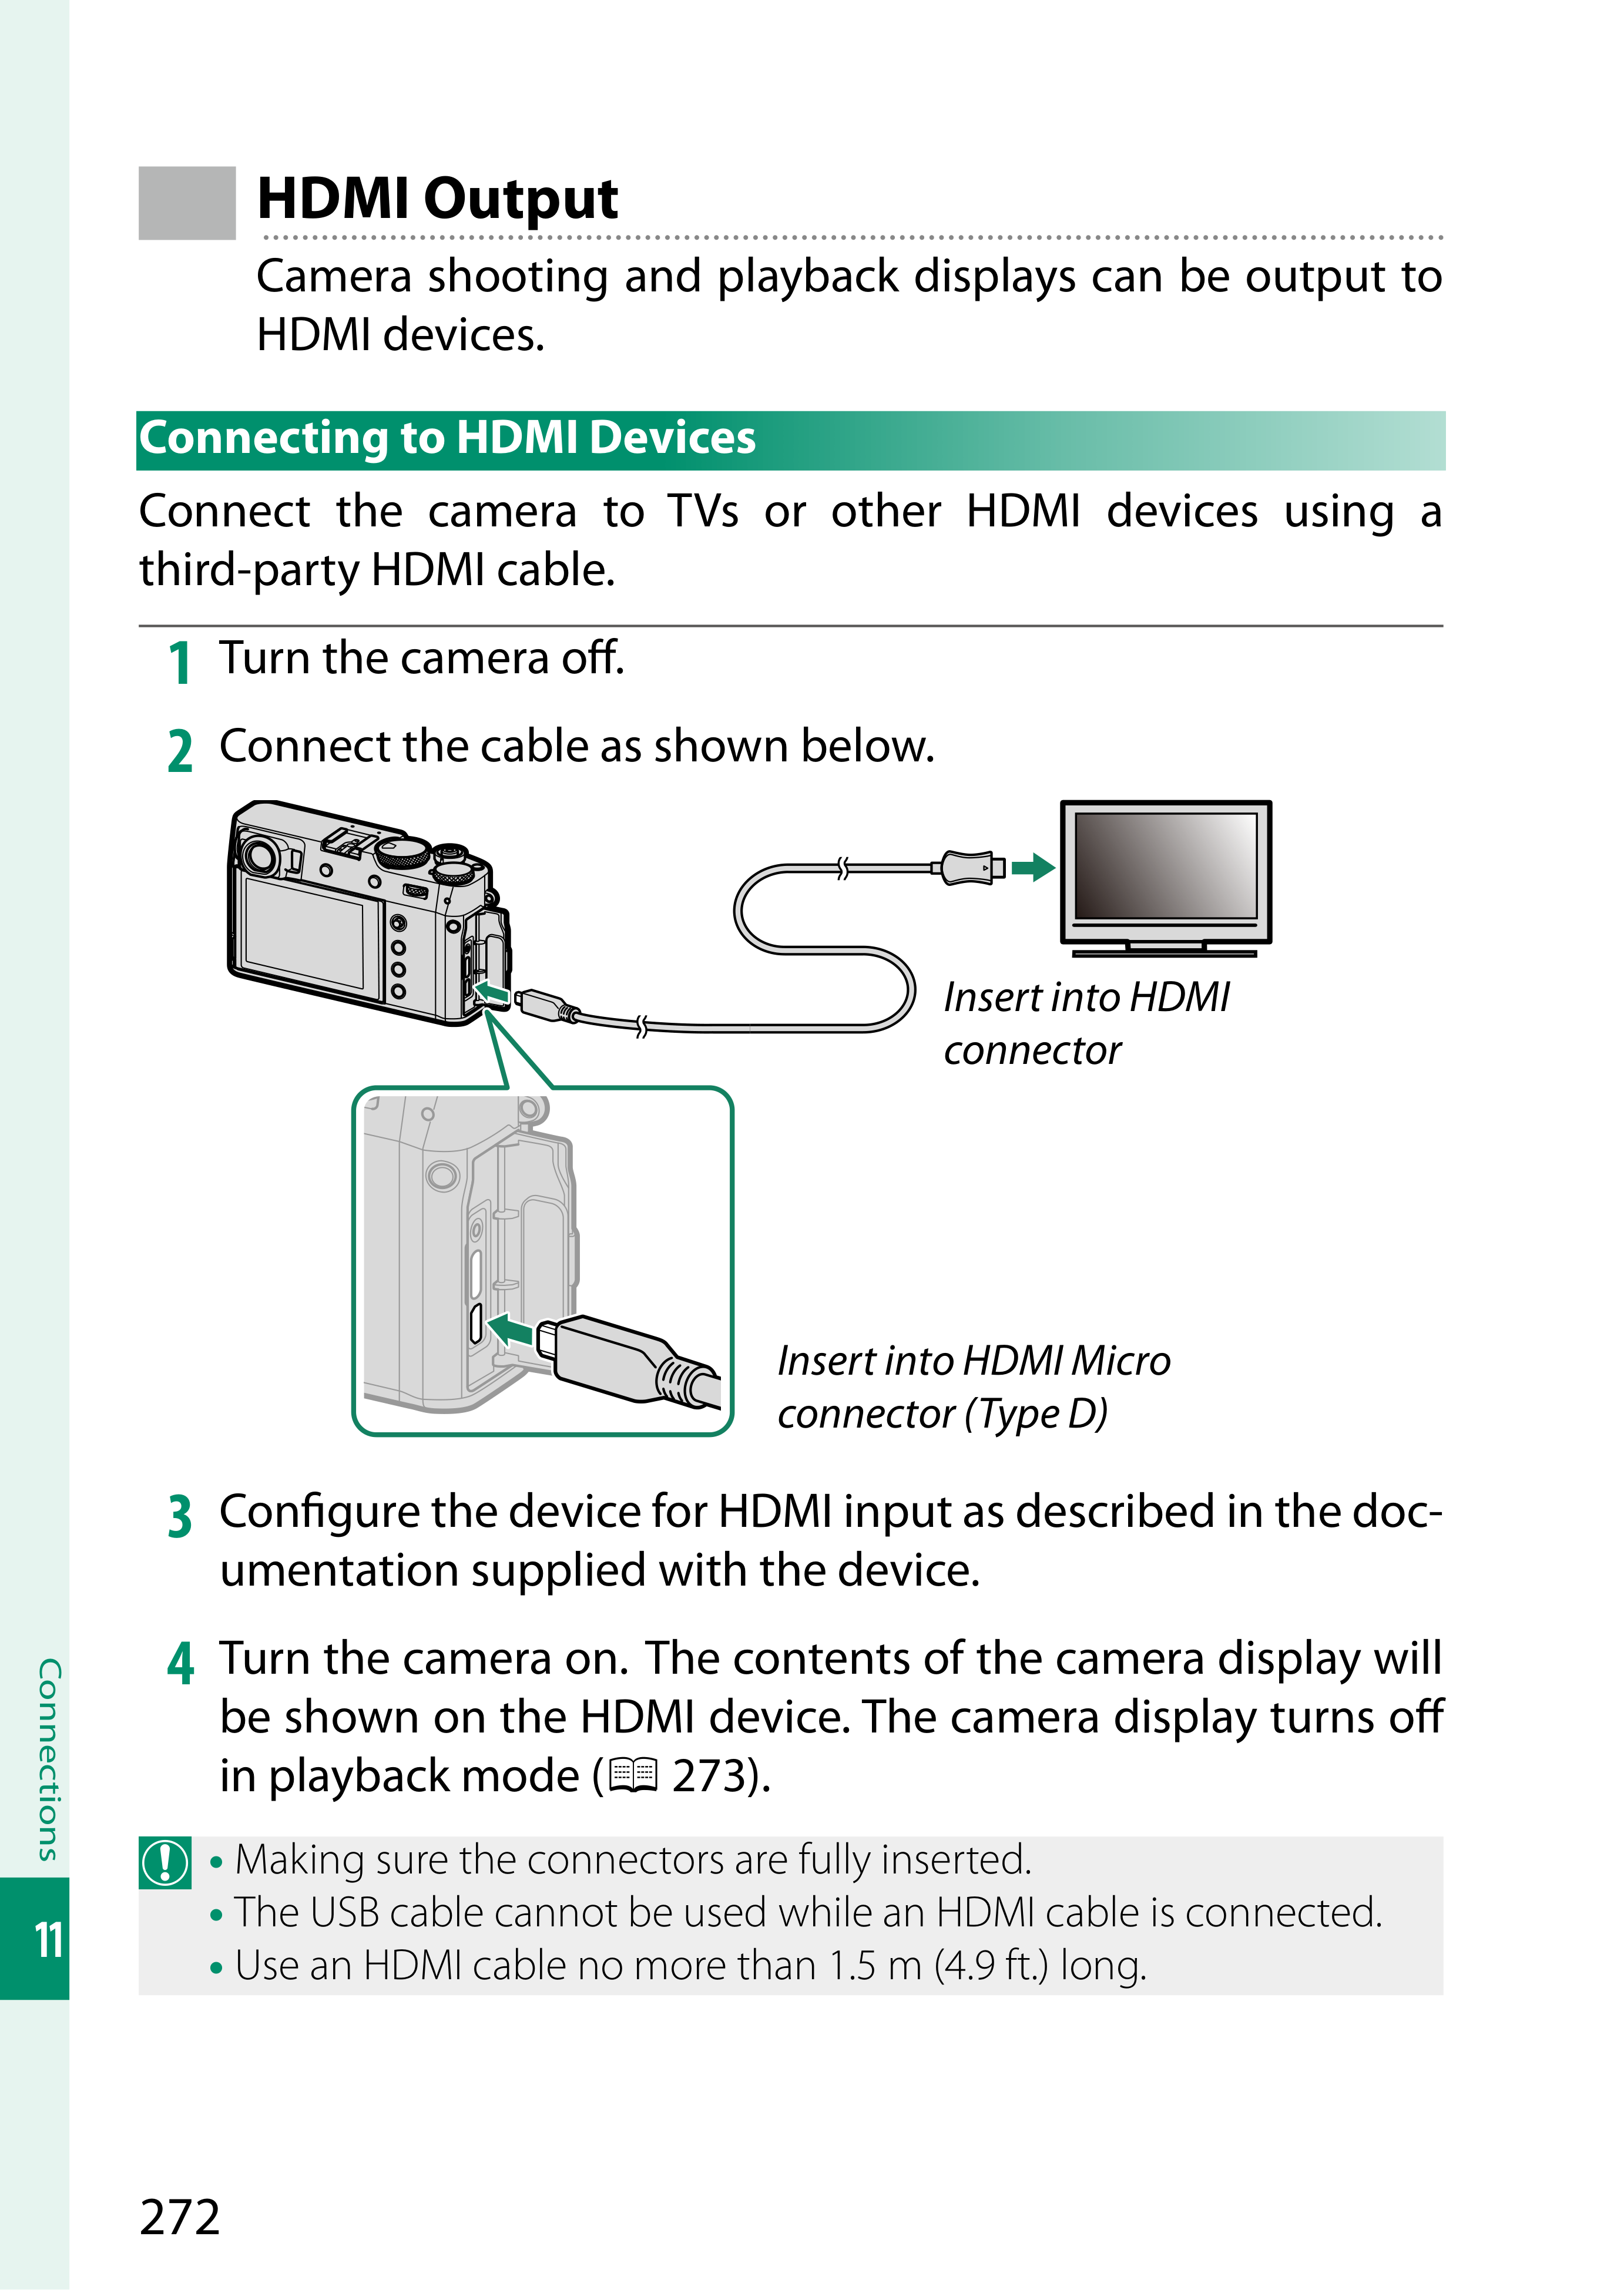 HDMI Output
Camera shooting and playback displays can be output to
HDMI devices.
Connecting to HDMI Devices
Connect the camera to TVs or other HDMI devices using a
third-party HDMI cable.
1 Turn the camera off.
2 Connect the cable as shown below.
Insert into HDMI
connector
Insert into HDMI Micro
connector (Type D)
3 Configure the device for HDMI input as described in the doc-
umentation supplied with the device.
4 Turn the camera on. The contents of the camera display will
be shown on the HDMI device. The camera display turns off
in playback mode (📖 273).
• Making sure the connectors are fully inserted.
• The USB cable cannot be used while an HDMI cable is connected.
• Use an HDMI cable no more than 1.5 m (4.9 ft.) long.
Connections
11
272